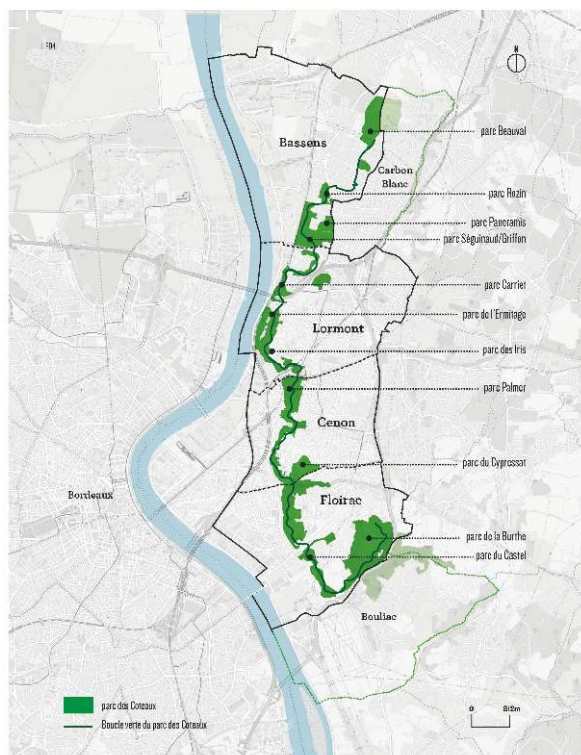 N
parc Beauval
Bassens
Carbon
Blanc
parc Rozin
parc Panoramis
parc Séguinaud/Griffon
parc Carriet
parc de l'Ermitage
Lormont
parc des Iris
parc Palmer
Cenon
parc du Cypressat
Bordeaux
Floirac
parc de la Burthe
parc du Castel
Bouliac
parc des Coteaux
Boucle verte du parc des Coteaux
0
812m